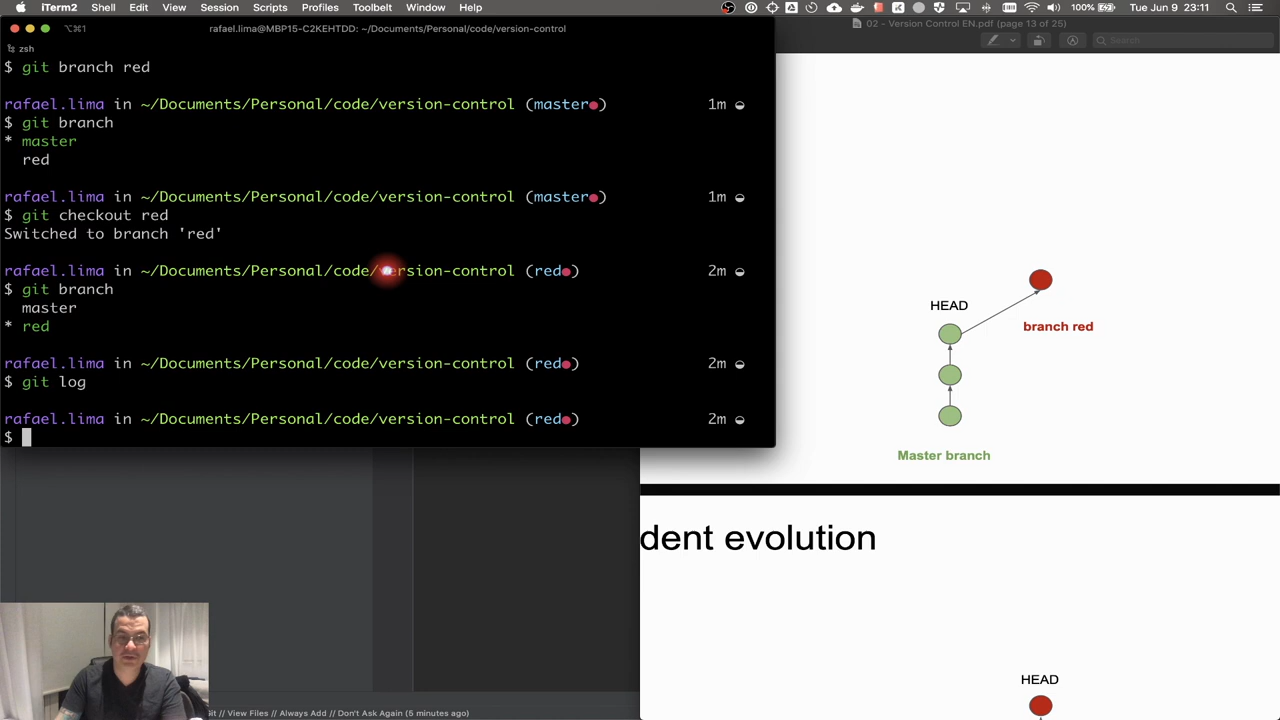 iTerm2 Shell Edit View Session Scripts Profiles Toolbelt Window Help
100% Tue 9 Jun 23:11
⌥⌘1 rafael.lima@MBP15-C2KEHTDD: ~/Documents/Personal/code/version-control
zsh
$ git branch red
rafael.lima in ~/Documents/Personal/code/version-control (master●) 1m
$ git branch
* master
red
rafael.lima in ~/Documents/Personal/code/version-control (master●) 1m
$ git checkout red
Switched to branch 'red'
rafael.lima in ~/Documents/Personal/code/version-control (red●) 2m
$ git branch
master
* red
rafael.lima in ~/Documents/Personal/code/version-control (red●) 2m
$ git log
rafael.lima in ~/Documents/Personal/code/version-control (red●) 2m
$
02 - Version Control EN.pdf (page 13 of 25)
Search
HEAD
branch red
Master branch
dent evolution
HEAD
it // View Files // Always Add // Don't Ask Again (5 minutes ago)